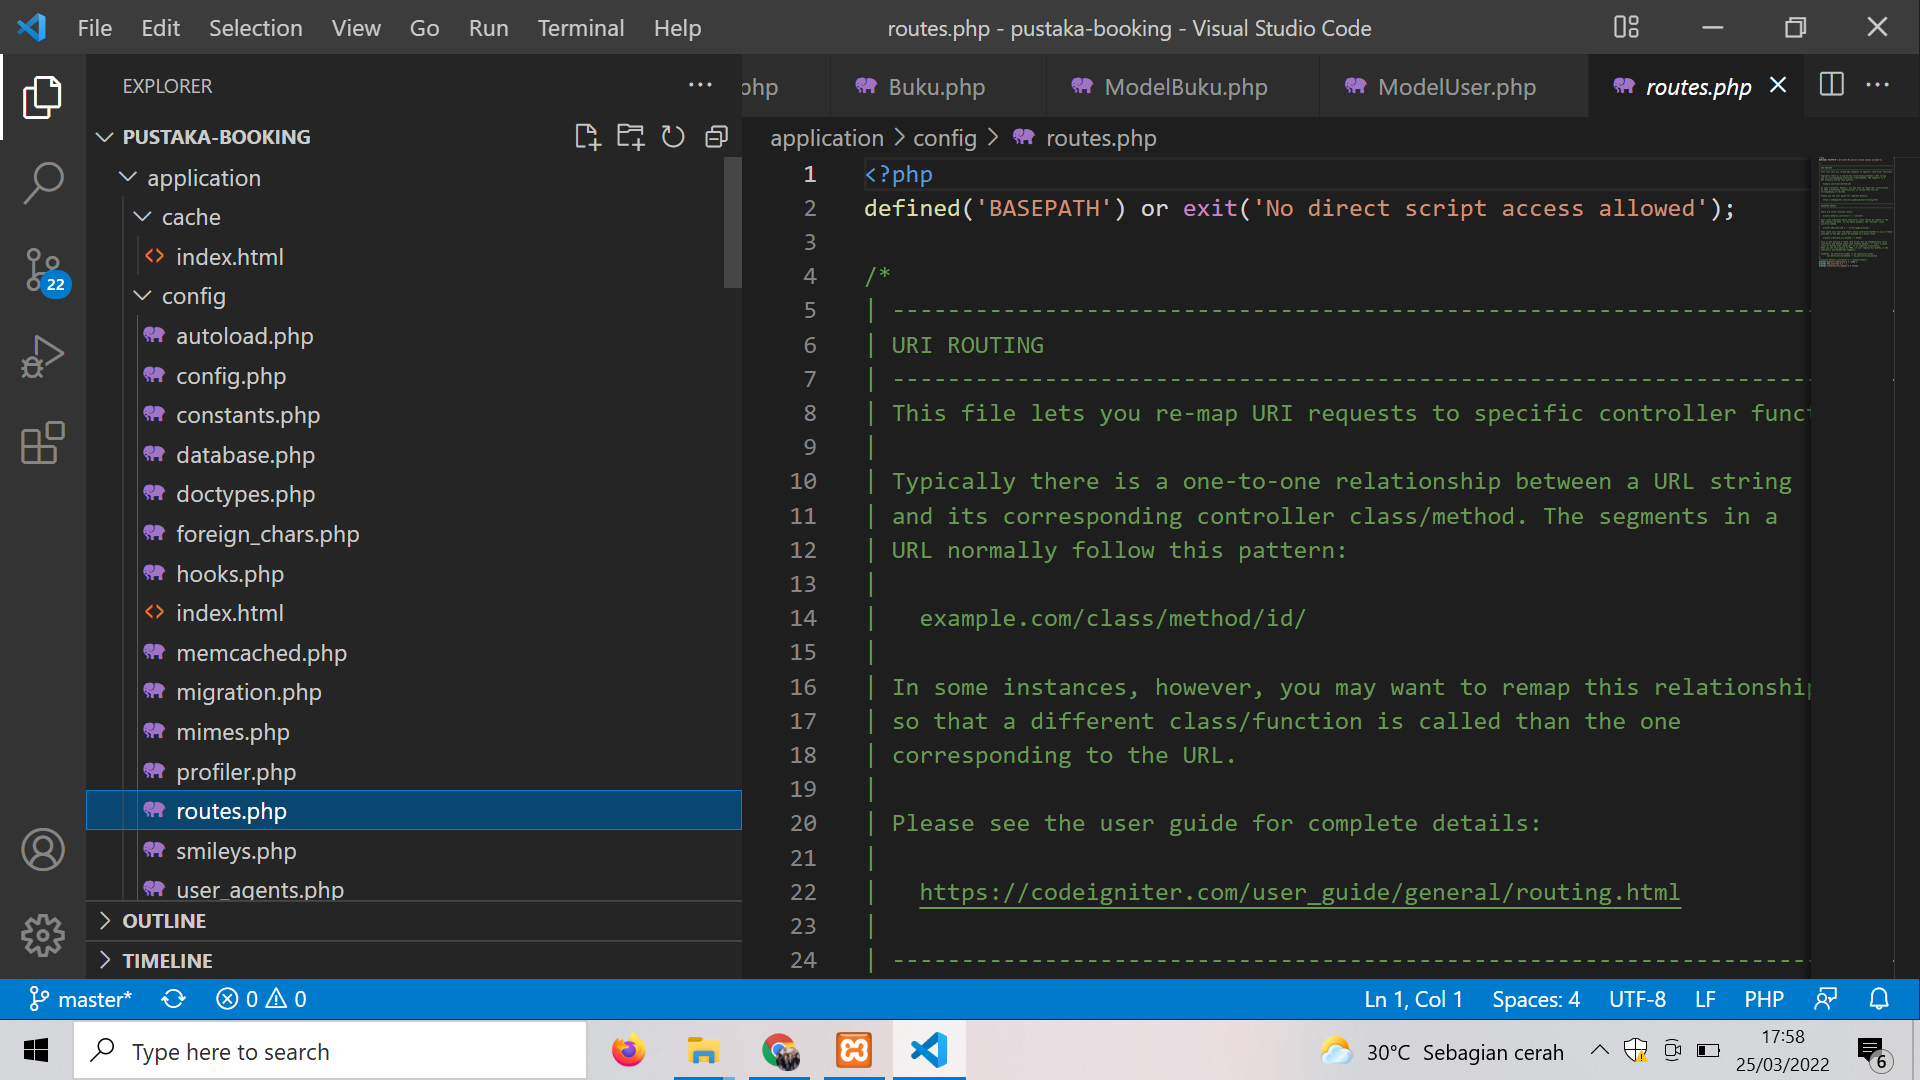 File Edit Selection View Go Run Terminal Help
routes.php - pustaka-booking - Visual Studio Code
EXPLORER
PUSTAKA-BOOKING
application
cache
index.html
config
autoload.php
config.php
constants.php
database.php
doctypes.php
foreign_chars.php
hooks.php
index.html
memcached.php
migration.php
mimes.php
profiler.php
routes.php
smileys.php
user_agents.php
OUTLINE
TIMELINE
22
php Buku.php ModelBuku.php ModelUser.php routes.php
application > config > routes.php
1 <?php
2 defined('BASEPATH') or exit('No direct script access allowed');
3
4 /*
5 | -------------------------------------------------------------------
6 | URI ROUTING
7 | -------------------------------------------------------------------
8 | This file lets you re-map URI requests to specific controller funct
9 |
10 | Typically there is a one-to-one relationship between a URL string
11 | and its corresponding controller class/method. The segments in a
12 | URL normally follow this pattern:
13 |
14 | example.com/class/method/id/
15 |
16 | In some instances, however, you may want to remap this relationship
17 | so that a different class/function is called than the one
18 | corresponding to the URL.
19 |
20 | Please see the user guide for complete details:
21 |
22 | https://codeigniter.com/user_guide/general/routing.html
23 |
24 | -------------------------------------------------------------------
master* 0 0 Ln 1, Col 1 Spaces: 4 UTF-8 LF PHP
Type here to search
30°C Sebagian cerah
17:58
25/03/2022
6